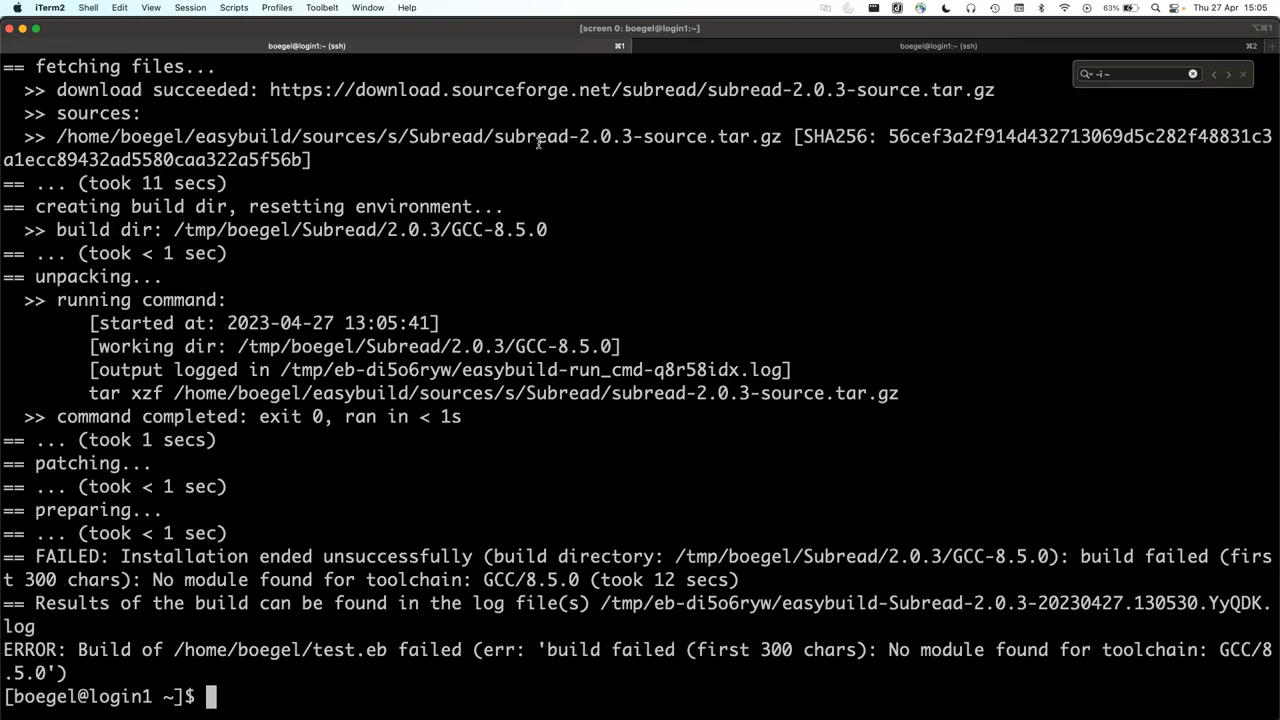 iTerm2 Shell Edit View Session Scripts Profiles Toolbelt Window Help 63% Thu 27 Apr 15:05
[screen 0: boegel@login1:~ (ssh) ⌥⌘1
boegel@login1:~ (ssh) ⌘1 boegel@login1:~ (ssh) ⌘2
-i ~
== fetching files...
>> download succeeded: https://download.sourceforge.net/subread/subread-2.0.3-source.tar.gz
>> sources:
>> /home/boegel/easybuild/sources/s/Subread/subread-2.0.3-source.tar.gz [SHA256: 56cef3a2f914d432713069d5c282f48831c3
a1ecc89432ad5580caa322a5f56b]
== ... (took 11 secs)
== creating build dir, resetting environment...
>> build dir: /tmp/boegel/Subread/2.0.3/GCC-8.5.0
== ... (took < 1 sec)
== unpacking...
>> running command:
[started at: 2023-04-27 13:05:41]
[working dir: /tmp/boegel/Subread/2.0.3/GCC-8.5.0]
[output logged in /tmp/eb-di5o6ryw/easybuild-run_cmd-q8r58idx.log]
tar xzf /home/boegel/easybuild/sources/s/Subread/subread-2.0.3-source.tar.gz
>> command completed: exit 0, ran in < 1s
== ... (took 1 secs)
== patching...
== ... (took < 1 sec)
== preparing...
== ... (took < 1 sec)
== FAILED: Installation ended unsuccessfully (build directory: /tmp/boegel/Subread/2.0.3/GCC-8.5.0): build failed (firs
t 300 chars): No module found for toolchain: GCC/8.5.0 (took 12 secs)
== Results of the build can be found in the log file(s) /tmp/eb-di5o6ryw/easybuild-Subread-2.0.3-20230427.130530.YyQDK.
log
ERROR: Build of /home/boegel/test.eb failed (err: 'build failed (first 300 chars): No module found for toolchain: GCC/8
.5.0')
[boegel@login1 ~]$